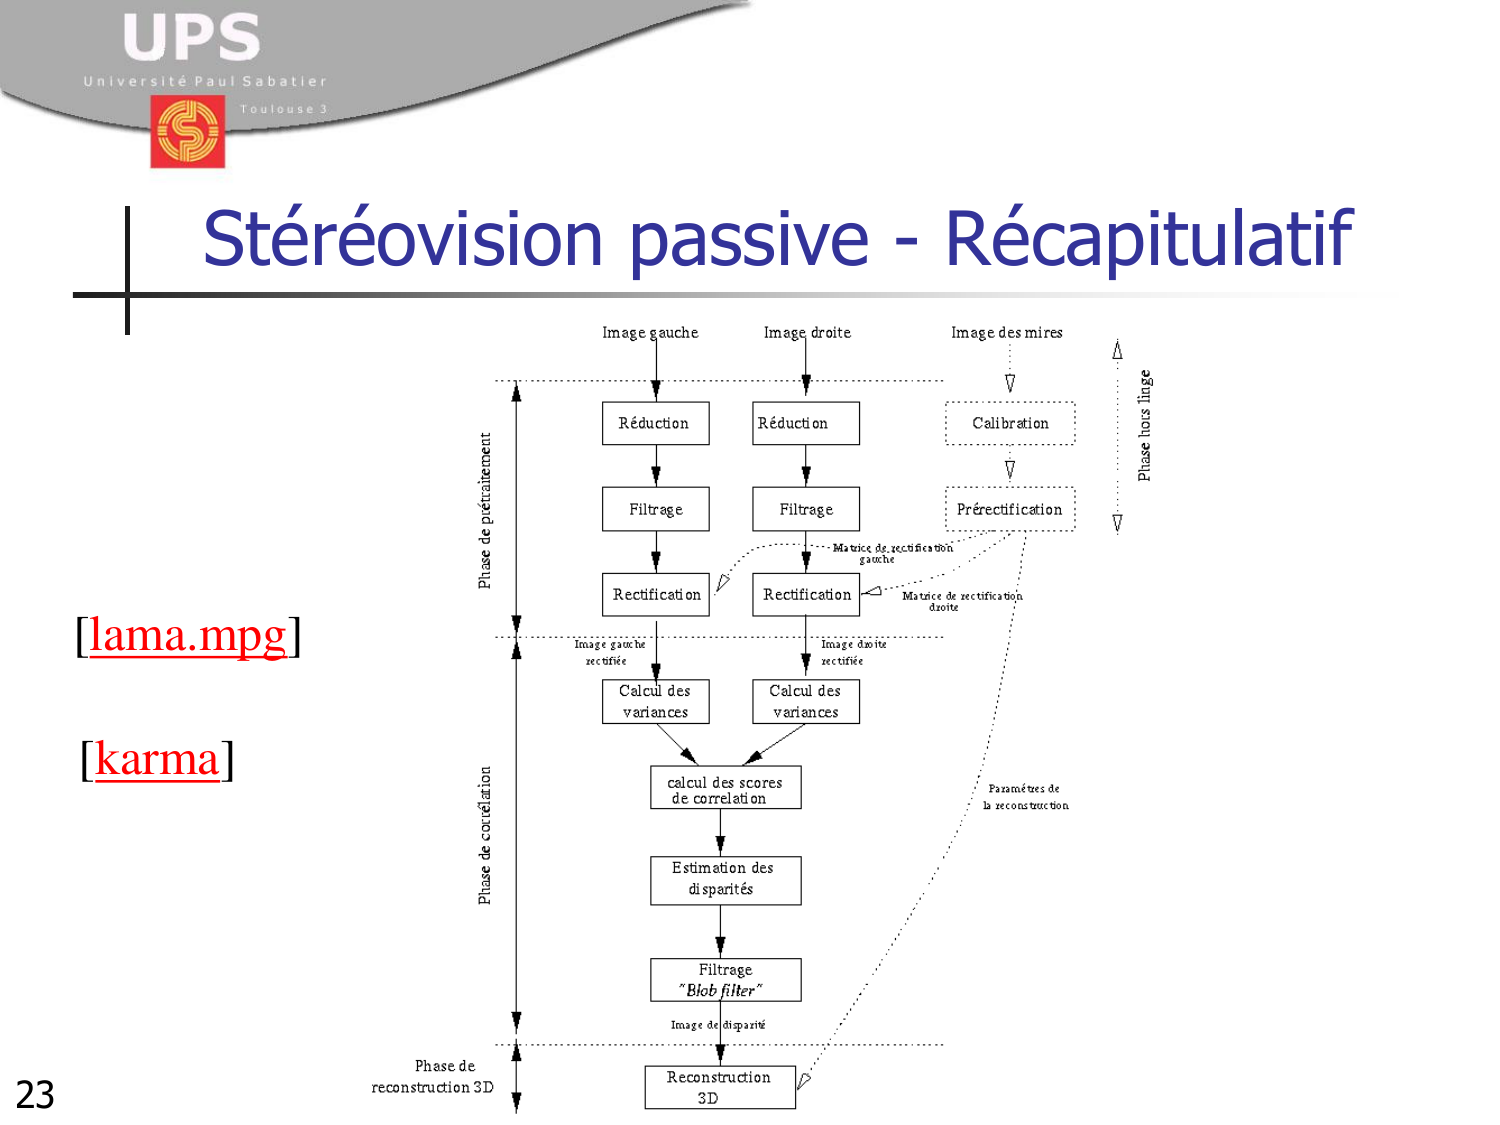 UPS
Université Paul Sabatier
Toulouse 3
Stéréovision passive - Récapitulatif
Image gauche
Image droite
Image des mires
Phase hors linge
Réduction
Réduction
Calibration
Phase de prétraitement
Filtrage
Filtrage
Prérectification
Matrice de rectification
gauche
Rectification
Rectification
Matrice de rectification
droite
[lama.mpg]
Image gauche
rectifiée
Image droite
rectifiée
Calcul des
variances
Calcul des
variances
[karma]
calcul des scores
de correlation
Paramétres de
la reconstruction
Phase de corrélation
Estimation des
disparités
Filtrage
"Blob filter"
Image de disparité
Phase de
reconstruction 3D
Reconstruction
3D
23